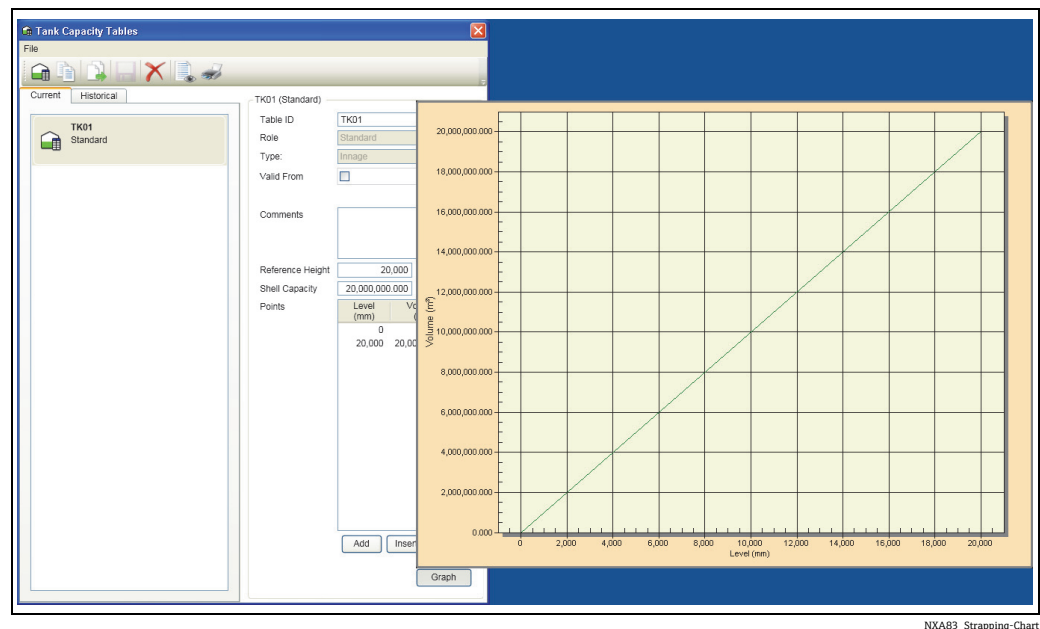 Tank Capacity Tables
File
Current Historical
TK01
Standard
TK01 (Standard)
Table ID TK01
Role Standard
Type: Innage
Valid From
Comments
Reference Height 20,000
Shell Capacity 20,000,000.000
Points
Level
(mm)
0
20,000 20,00
Add Inser
Graph
20,000,000.000
18,000,000.000
16,000,000.000
14,000,000.000
12,000,000.000
10,000,000.000
8,000,000.000
6,000,000.000
4,000,000.000
2,000,000.000
0.000
Volume (m³)
0 2,000 4,000 6,000 8,000 10,000 12,000 14,000 16,000 18,000 20,000
Level (mm)
NXA83_Strapping-Chart